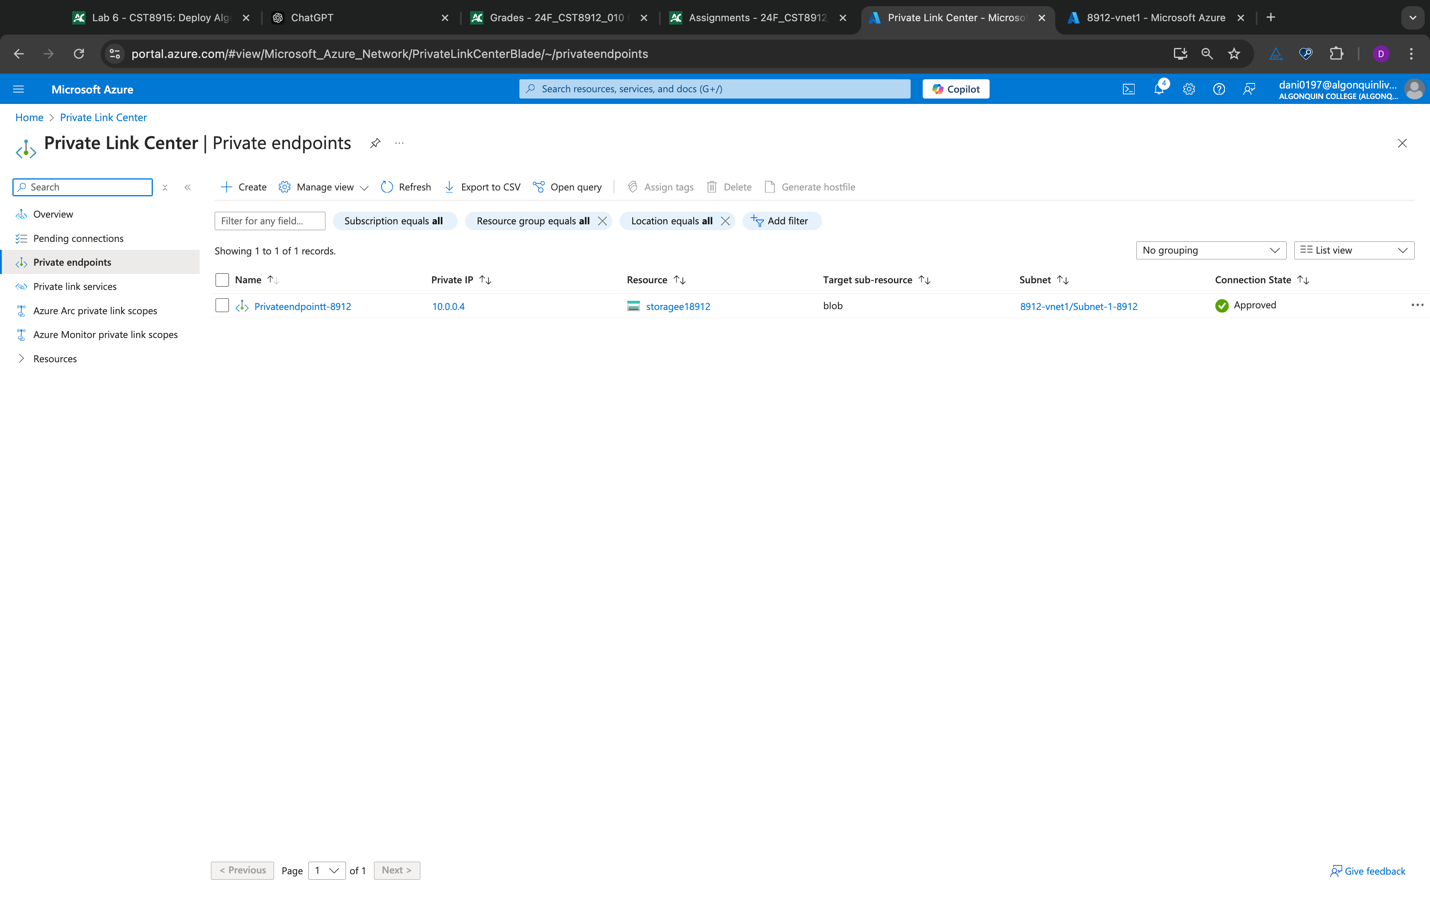 Lab 6 - CST8915: Deploy Alg
ChatGPT
Grades - 24F_CST8912_010
Assignments - 24F_CST8912
Private Link Center - Microso
8912-vnet1 - Microsoft Azure
portal.azure.com/#view/Microsoft_Azure_Network/PrivateLinkCenterBlade/~/privateendpoints
D
Microsoft Azure
Search resources, services, and docs (G+/)
Copilot
4
dani0197@algonquinliv...
ALGONQUIN COLLEGE (ALGONQ...
Home > Private Link Center
Private Link Center | Private endpoints
Search
Create
Manage view
Refresh
Export to CSV
Open query
Assign tags
Delete
Generate hostfile
Overview
Pending connections
Private endpoints
Private link services
Azure Arc private link scopes
Azure Monitor private link scopes
Resources
Filter for any field...
Subscription equals all
Resource group equals all
Location equals all
Add filter
Showing 1 to 1 of 1 records.
No grouping
List view
Name
Private IP
Resource
Target sub-resource
Subnet
Connection State
Privateendpointt-8912
10.0.0.4
storagee18912
blob
8912-vnet1/Subnet-1-8912
Approved
< Previous
Page
1
of 1
Next >
Give feedback